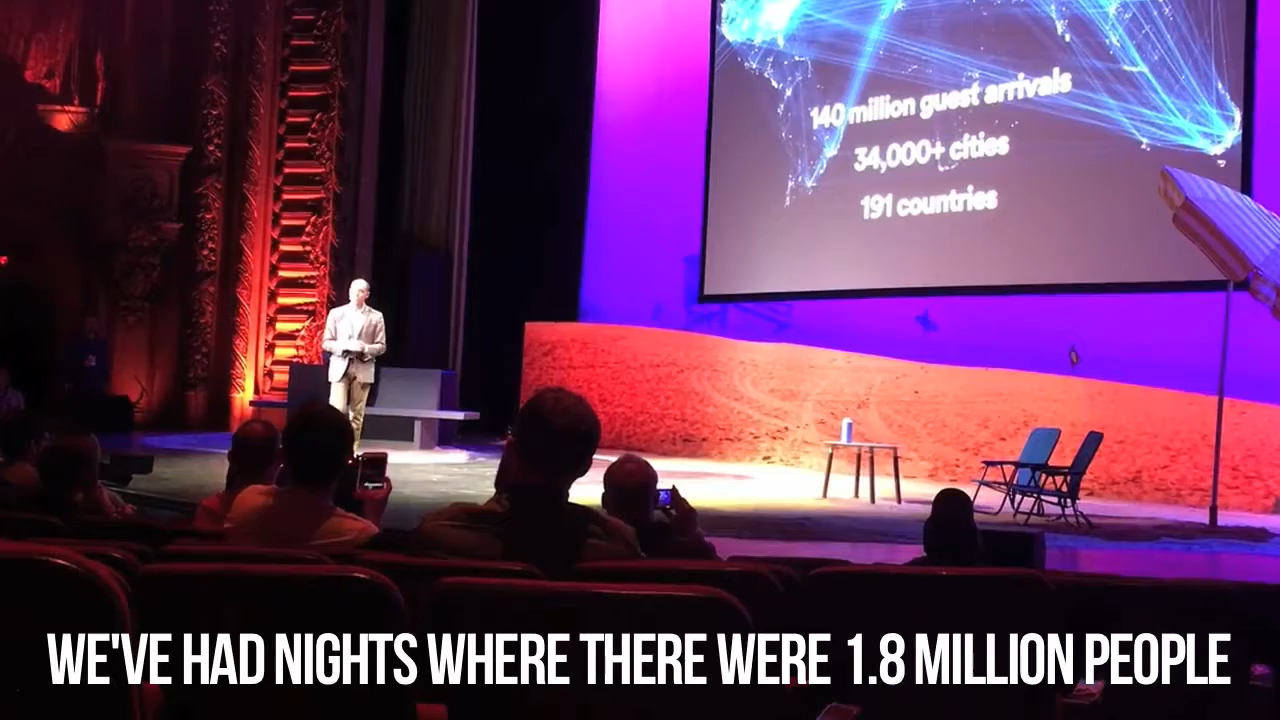 140 million guest arrivals
34,000+ cities
191 countries
WE'VE HAD NIGHTS WHERE THERE WERE 1.8 MILLION PEOPLE